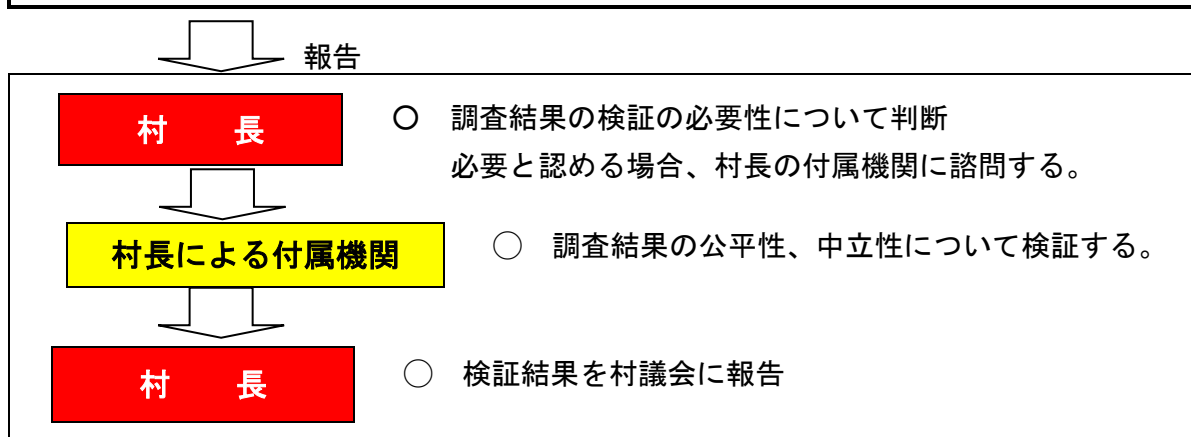 報告
村　長
○　調査結果の検証の必要性について判断
必要と認める場合、村長の付属機関に諮問する。
村長による付属機関
○　調査結果の公平性、中立性について検証する。
村　長
○　検証結果を村議会に報告